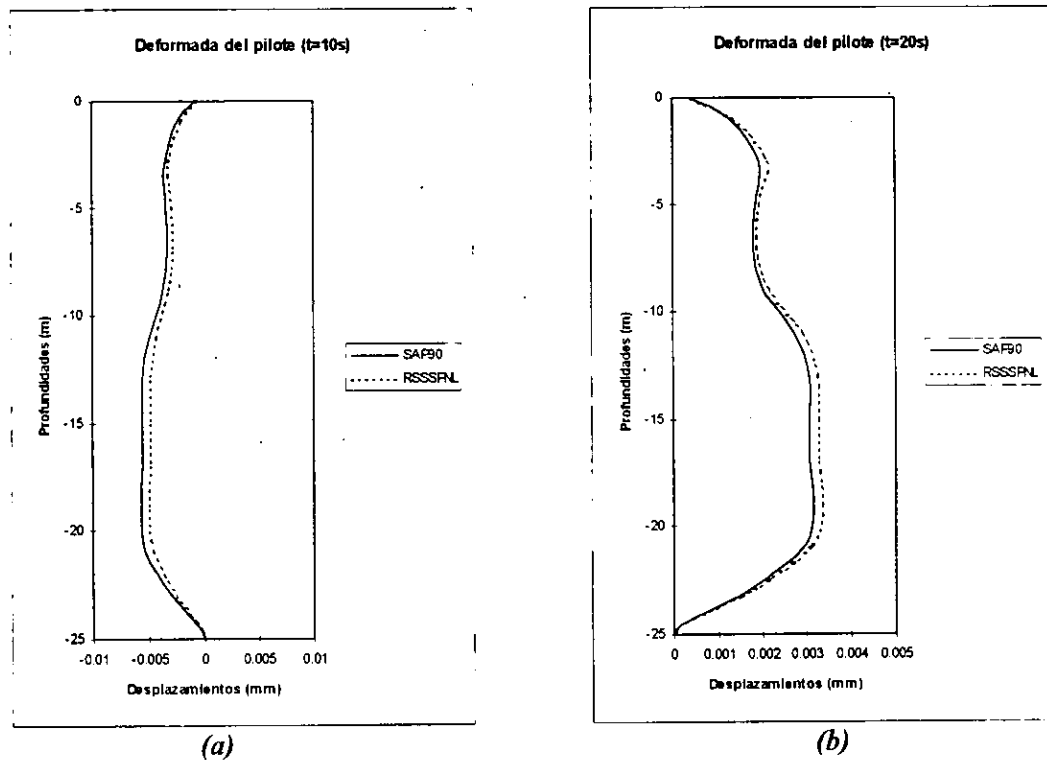 Deformada del pilote (t=10s)
0
-5
-10
-15
-20
-25
Profundidades (m)
-0.01 -0.005 0 0.005 0.01
Desplazamientos (mm)
SAP90
RSSSPNL
(a)
Deformada del pilote (t=20s)
0
-5
-10
-15
-20
-25
Profundidades (m)
0 0.001 0.002 0.003 0.004 0.005
Desplazamientos (mm)
SAP90
RSSSPNL
(b)